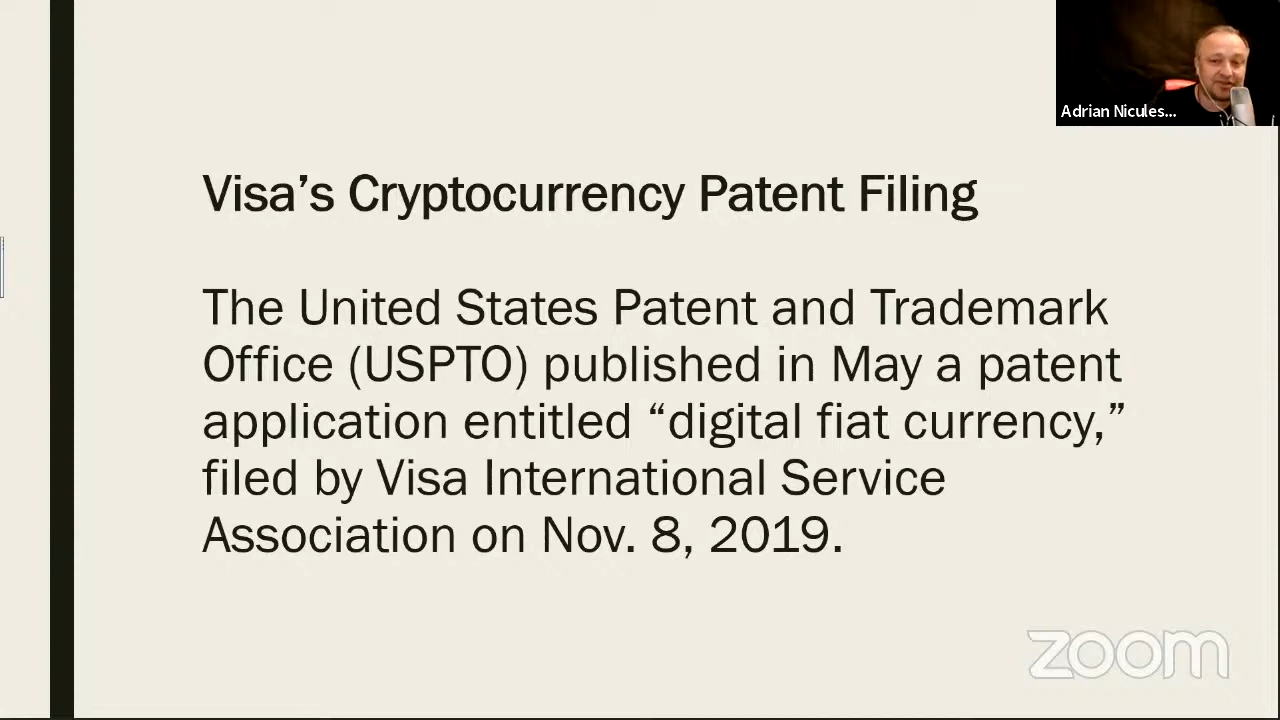 Adrian Nicules...
Visa’s Cryptocurrency Patent Filing
The United States Patent and Trademark
Office (USPTO) published in May a patent
application entitled “digital fiat currency,”
filed by Visa International Service
Association on Nov. 8, 2019.
zoom